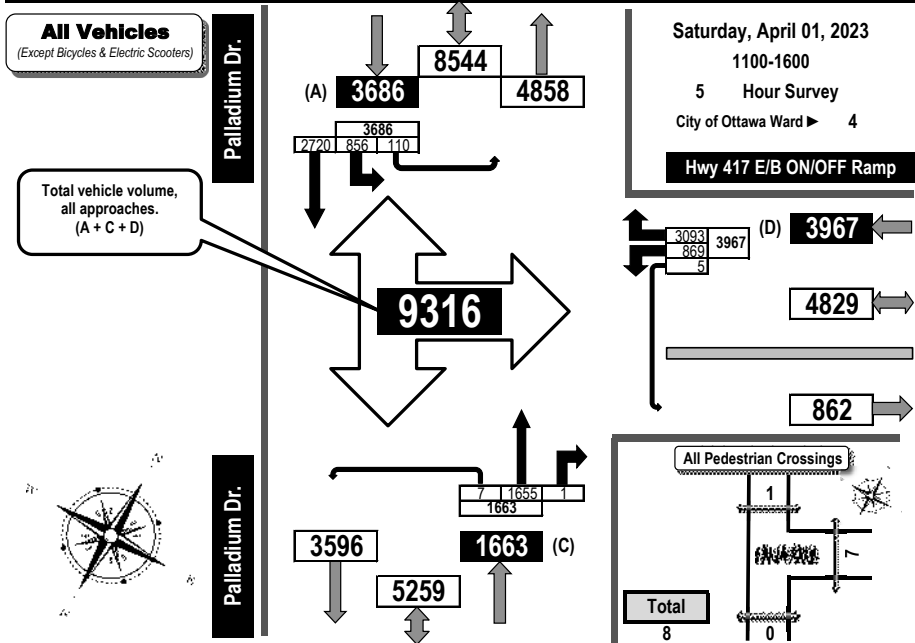 All Vehicles
(Except Bicycles & Electric Scooters)
Palladium Dr.
8544
(A) 3686
4858
3686
2720 856 110
Saturday, April 01, 2023
1100-1600
5 Hour Survey
City of Ottawa Ward ► 4
Hwy 417 E/B ON/OFF Ramp
Total vehicle volume,
all approaches.
(A + C + D)
9316
3093
869
5
3967
(D) 3967
4829
862
Palladium Dr.
7 1655 1
1663
3596
1663 (C)
5259
All Pedestrian Crossings
1
7
Total
8
0